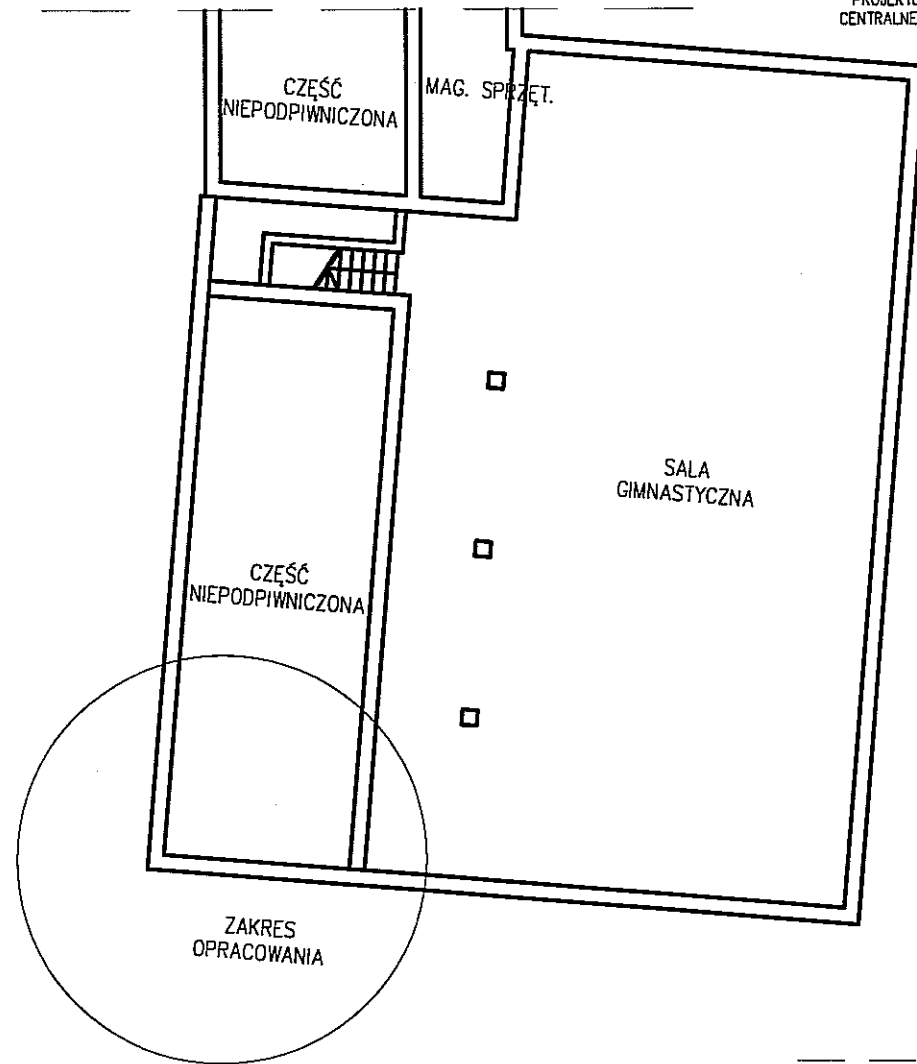 CENTRALNE
CZĘŚĆ
NIEPODPIWNICZONA
MAG. SPRZĘT.
SALA
GIMNASTYCZNA
CZĘŚĆ
NIEPODPIWNICZONA
ZAKRES
OPRACOWANIA